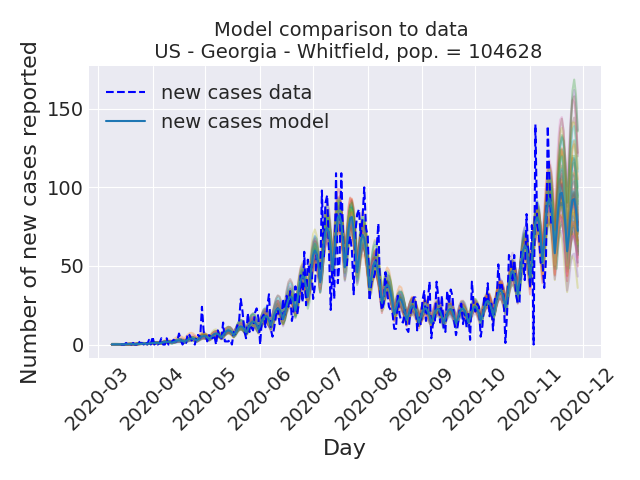 Model comparison to data
US - Georgia - Whitfield, pop. = 104628
Number of new cases reported
150
100
50
0
new cases data
new cases model
2020-03
2020-04
2020-05
2020-06
2020-07
2020-08
2020-09
2020-10
2020-11
2020-12
Day